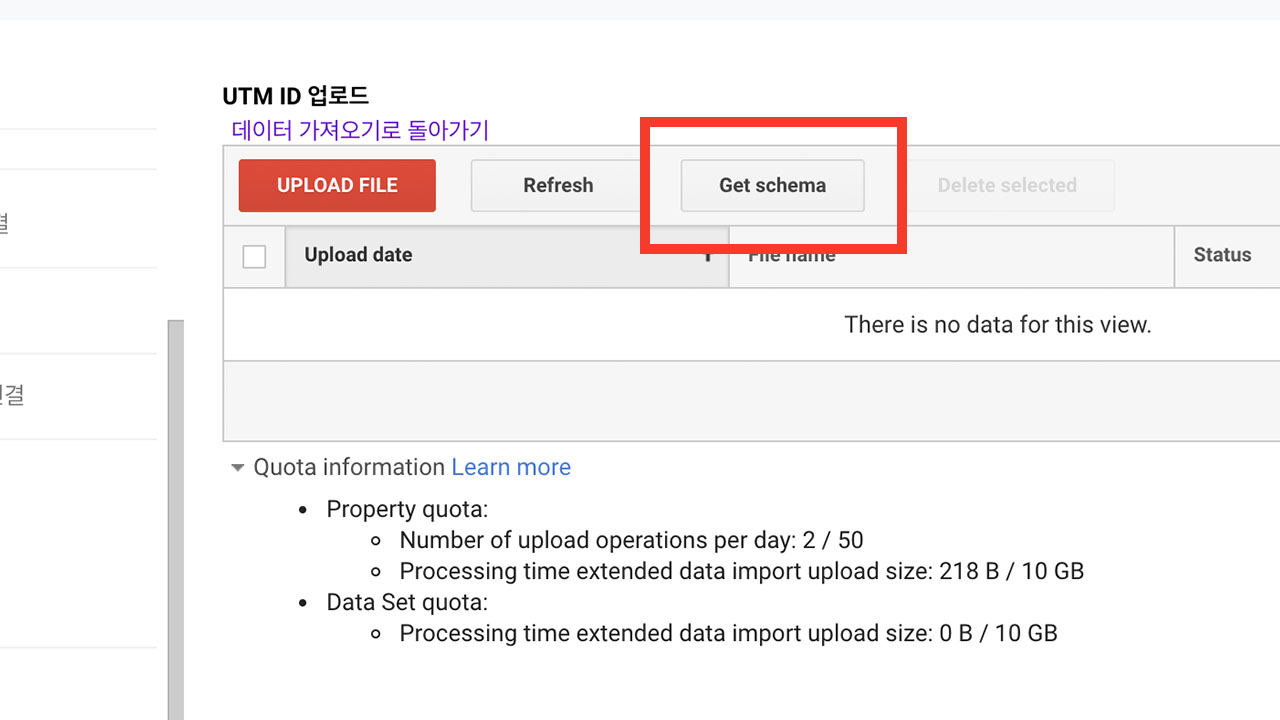 UTM ID 업로드
데이터 가져오기로 돌아가기
UPLOAD FILE Refresh Get schema Delete selected
Upload date File name Status
There is no data for this view.
결
결
Quota information Learn more
Property quota:
Number of upload operations per day: 2 / 50
Processing time extended data import upload size: 218 B / 10 GB
Data Set quota:
Processing time extended data import upload size: 0 B / 10 GB